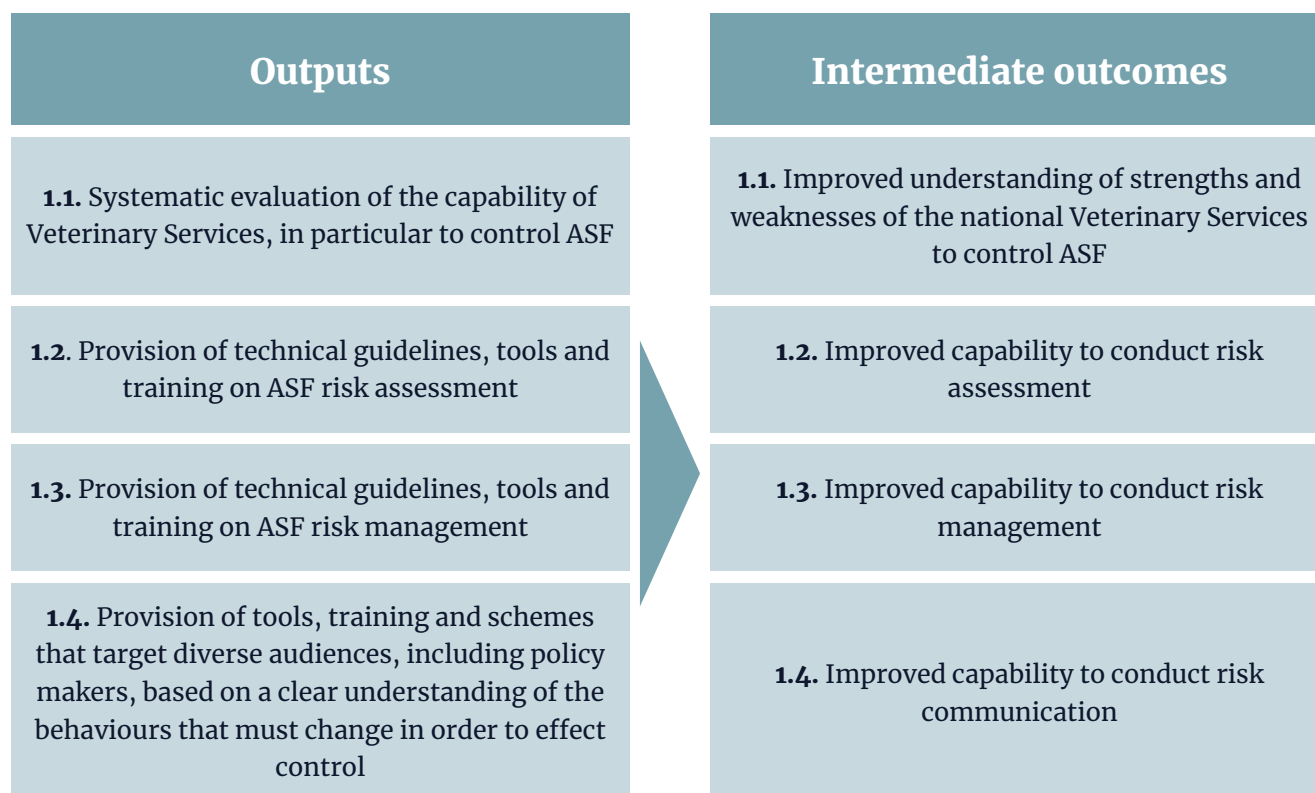 Outputs
1.1. Systematic evaluation of the capability of
Veterinary Services, in particular to control ASF
1.2. Provision of technical guidelines, tools and
training on ASF risk assessment
1.3. Provision of technical guidelines, tools and
training on ASF risk management
1.4. Provision of tools, training and schemes
that target diverse audiences, including policy
makers, based on a clear understanding of the
behaviours that must change in order to effect
control
Intermediate outcomes
1.1. Improved understanding of strengths and
weaknesses of the national Veterinary Services
to control ASF
1.2. Improved capability to conduct risk
assessment
1.3. Improved capability to conduct risk
management
1.4. Improved capability to conduct risk
communication